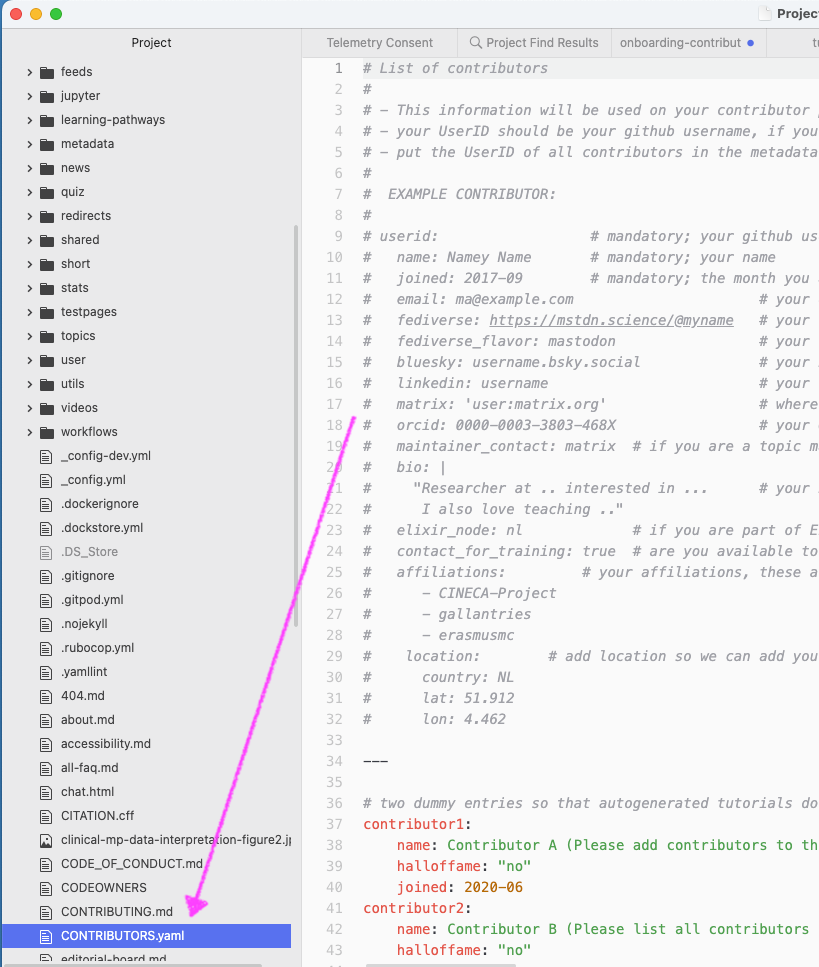 Projec
Project
feeds
jupyter
learning-pathways
metadata
news
quiz
redirects
shared
short
stats
testpages
topics
user
utils
videos
workflows
_config-dev.yml
_config.yml
.dockerignore
.dockstore.yml
.DS_Store
.gitignore
.gitpod.yml
.nojekyll
.rubocop.yml
.yamllint
404.md
about.md
accessibility.md
all-faq.md
chat.html
CITATION.cff
clinical-mp-data-interpretation-figure2.jp
CODE_OF_CONDUCT.md
CODEOWNERS
CONTRIBUTING.md
CONTRIBUTORS.yaml
editorial-board.md
Telemetry Consent Project Find Results onboarding-contribut tu
1 # List of contributors
2 #
3 # - This information will be used on your contributor
4 # - your UserID should be your github username, if you
5 # - put the UserID of all contributors in the metadata
6 #
7 #  EXAMPLE CONTRIBUTOR:
8 #
9 # userid: # mandatory; your github us
10 #   name: Namey Name # mandatory; your name
11 #   joined: 2017-09 # mandatory; the month you
12 #   email: ma@example.com # your
13 #   fediverse: https://mstdn.science/@myname # your
14 #   fediverse_flavor: mastodon # your
15 #   bluesky: username.bsky.social # your
16 #   linkedin: username # your
17 #   matrix: 'user:matrix.org' # where
18 #   orcid: 0000-0003-3803-468X # your
19 #   maintainer_contact: matrix # if you are a topic m
20 #   bio: |
21 #     "Researcher at .. interested in ... # your
22 #      I also love teaching .."
23 #   elixir_node: nl # if you are part of E
24 #   contact_for_training: true # are you available to
25 #   affiliations: # your affiliations, these a
26 #      - CINECA-Project
27 #      - gallantries
28 #      - erasmusmc
29 #    location: # add location so we can add you
30 #      country: NL
31 #      lat: 51.912
32 #      lon: 4.462
33
34 ---
35
36 # two dummy entries so that autogenerated tutorials do
37 contributor1:
38     name: Contributor A (Please add contributors to th
39     halloffame: "no"
40     joined: 2020-06
41 contributor2:
42     name: Contributor B (Please list all contributors
43     halloffame: "no"